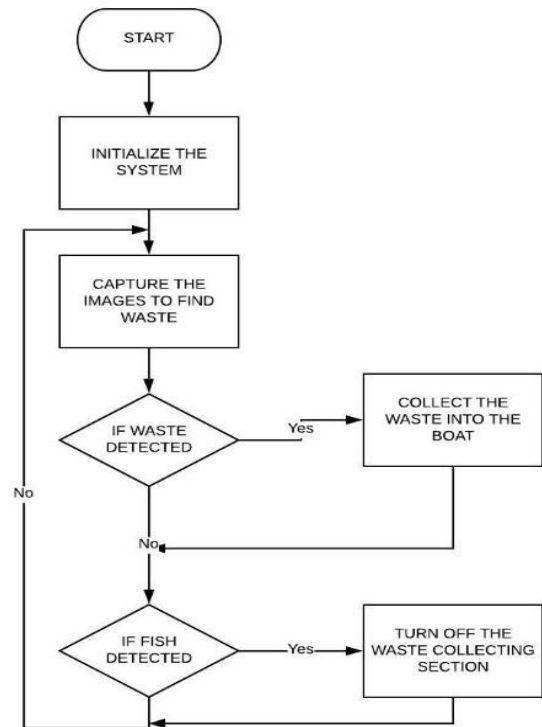 START
INITIALIZE THE
SYSTEM
CAPTURE THE
IMAGES TO FIND
WASTE
IF WASTE
DETECTED
Yes
COLLECT THE
WASTE INTO THE
BOAT
No
No
IF FISH
DETECTED
Yes
TURN OFF THE
WASTE COLLECTING
SECTION